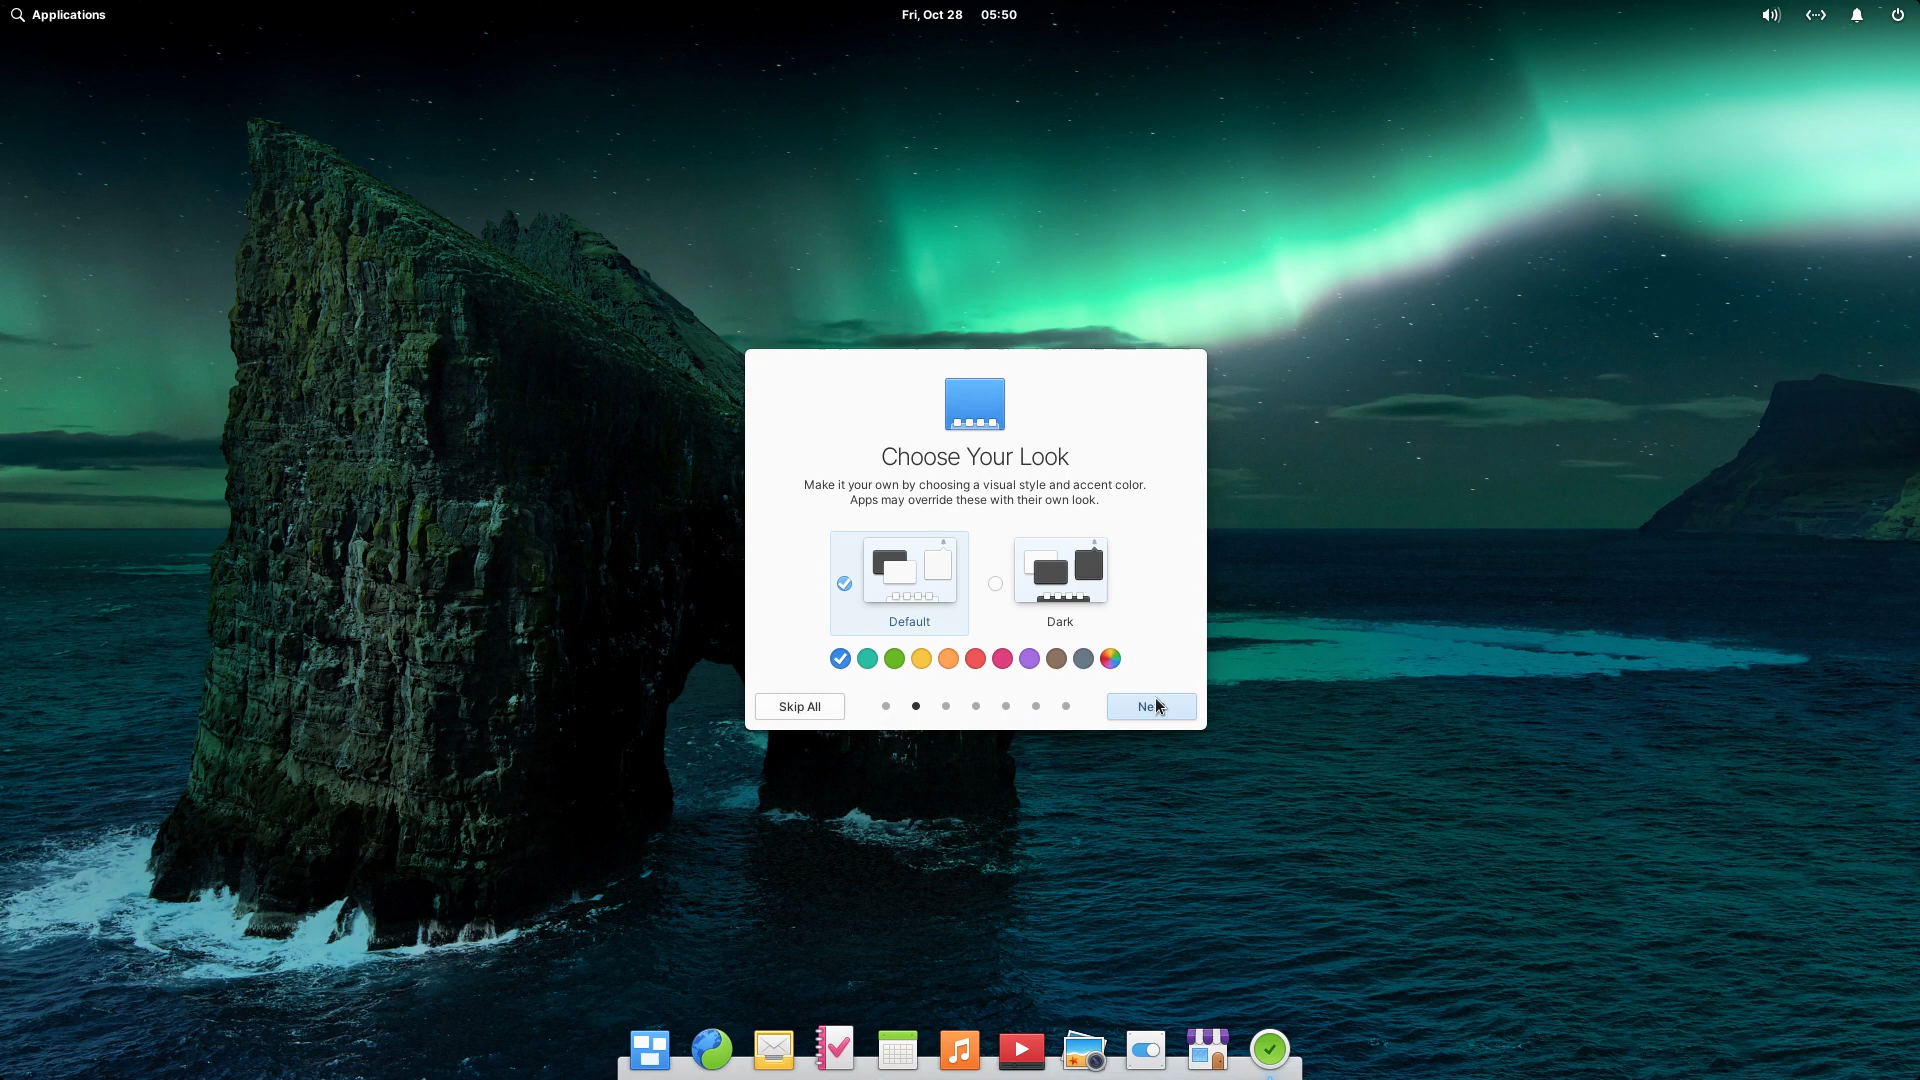 Applications
Fri, Oct 28 05:50
Choose Your Look
Make it your own by choosing a visual style and accent color.
Apps may override these with their own look.
Default
Dark
Skip All